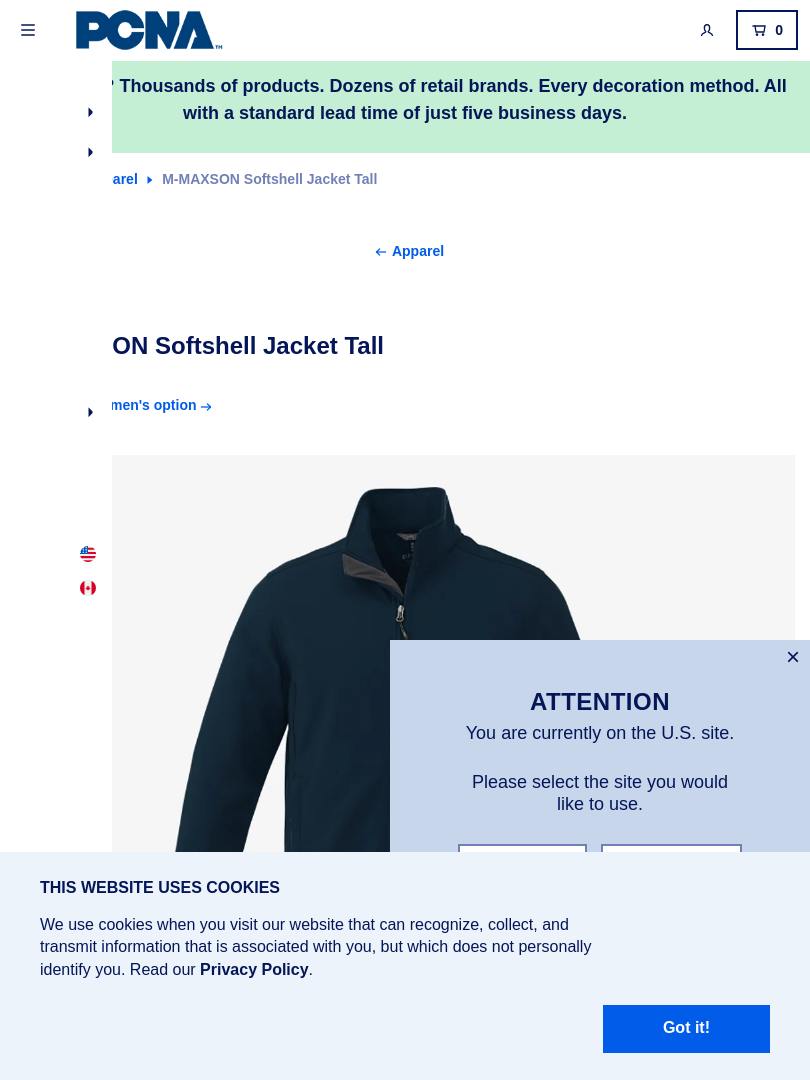 PCNA™
0
Thousands of products. Dozens of retail brands. Every decoration method. All
with a standard lead time of just five business days.
arel M-MAXSON Softshell Jacket Tall
Apparel
ON Softshell Jacket Tall
men's option
ATTENTION
You are currently on the U.S. site.
Please select the site you would
like to use.
THIS WEBSITE USES COOKIES
We use cookies when you visit our website that can recognize, collect, and
transmit information that is associated with you, but which does not personally
identify you. Read our Privacy Policy.
Got it!